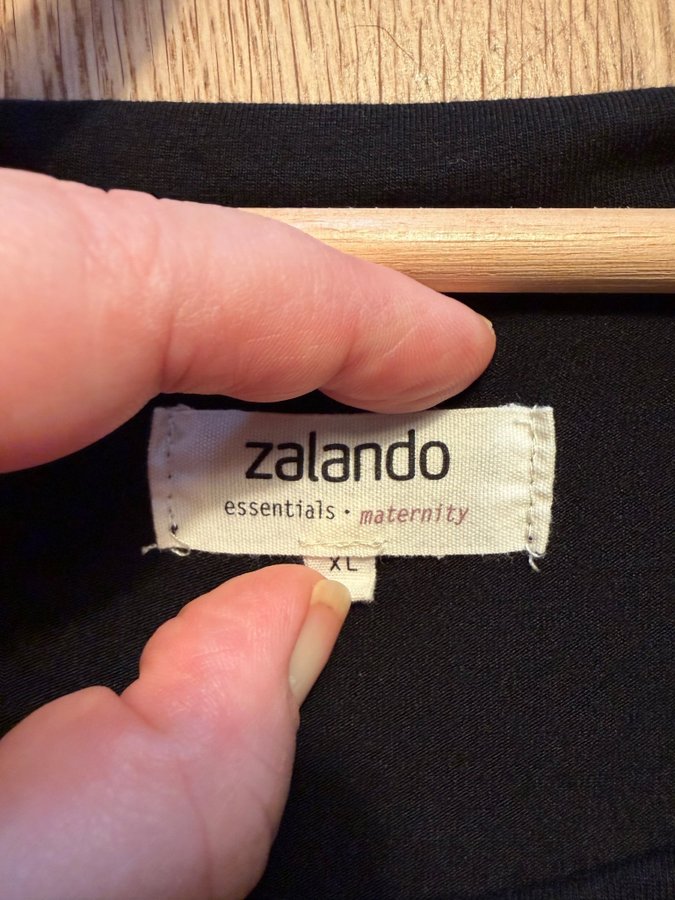 zalando
essentials · maternity
XL